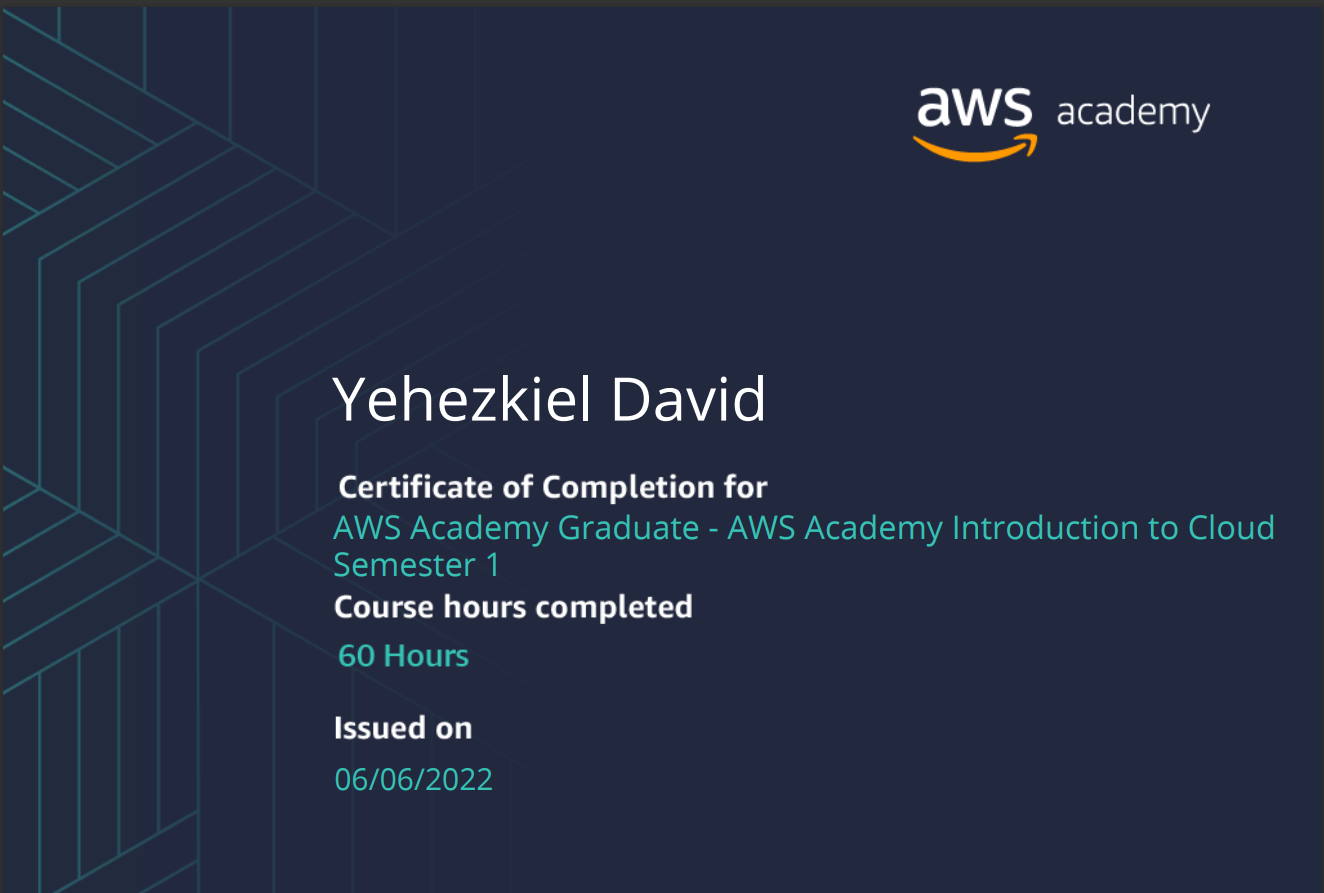 aws academy
Yehezkiel David
Certificate of Completion for
AWS Academy Graduate - AWS Academy Introduction to Cloud
Semester 1
Course hours completed
60 Hours
Issued on
06/06/2022